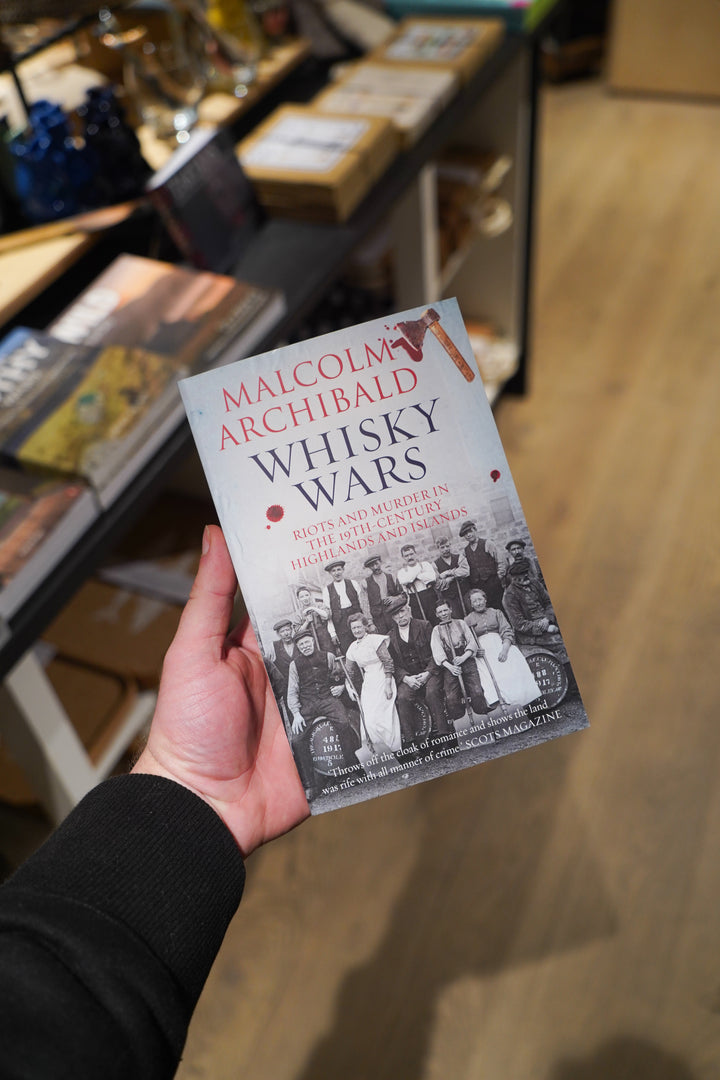 MALCOLM
ARCHIBALD
WHISKY
WARS
RIOTS AND MURDER IN
THE 19TH-CENTURY
HIGHLANDS AND ISLANDS
'Throws off the cloak of romance and shows the land
was rife with all manner of crime' SCOTS MAGAZINE
WILD